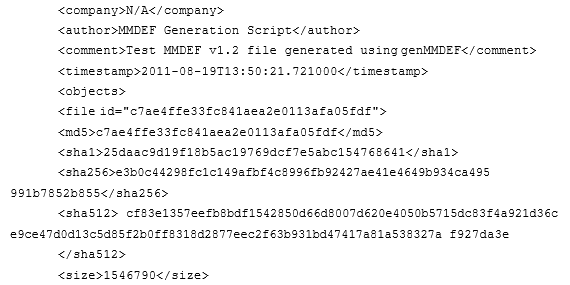 <company>N/A</company>
<author>MMDEF Generation Script</author>
<comment>Test MMDEF v1.2 file generated using genMMDEF</comment>
<timestamp>2011-08-19T13:50:21.721000</timestamp>
<objects>
<file id="c7ae4ffe33fc841aea2e0113afa05fdf">
<md5>c7ae4ffe33fc841aea2e0113afa05fdf</md5>
<sha1>25daac9d19f18b5ac19769dcf7e5abc154768641</sha1>
<sha256>e3b0c44298fc1c149afbf4c8996fb92427ae41e4649b934ca495
991b7852b855</sha256>
<sha512> cf83e1357eefb8bdf1542850d66d8007d620e4050b5715dc83f4a921d36c
e9ce47d0d13c5d85f2b0ff8318d2877eec2f63b931bd47417a81a538327a f927da3e
</sha512>
<size>1546790</size>